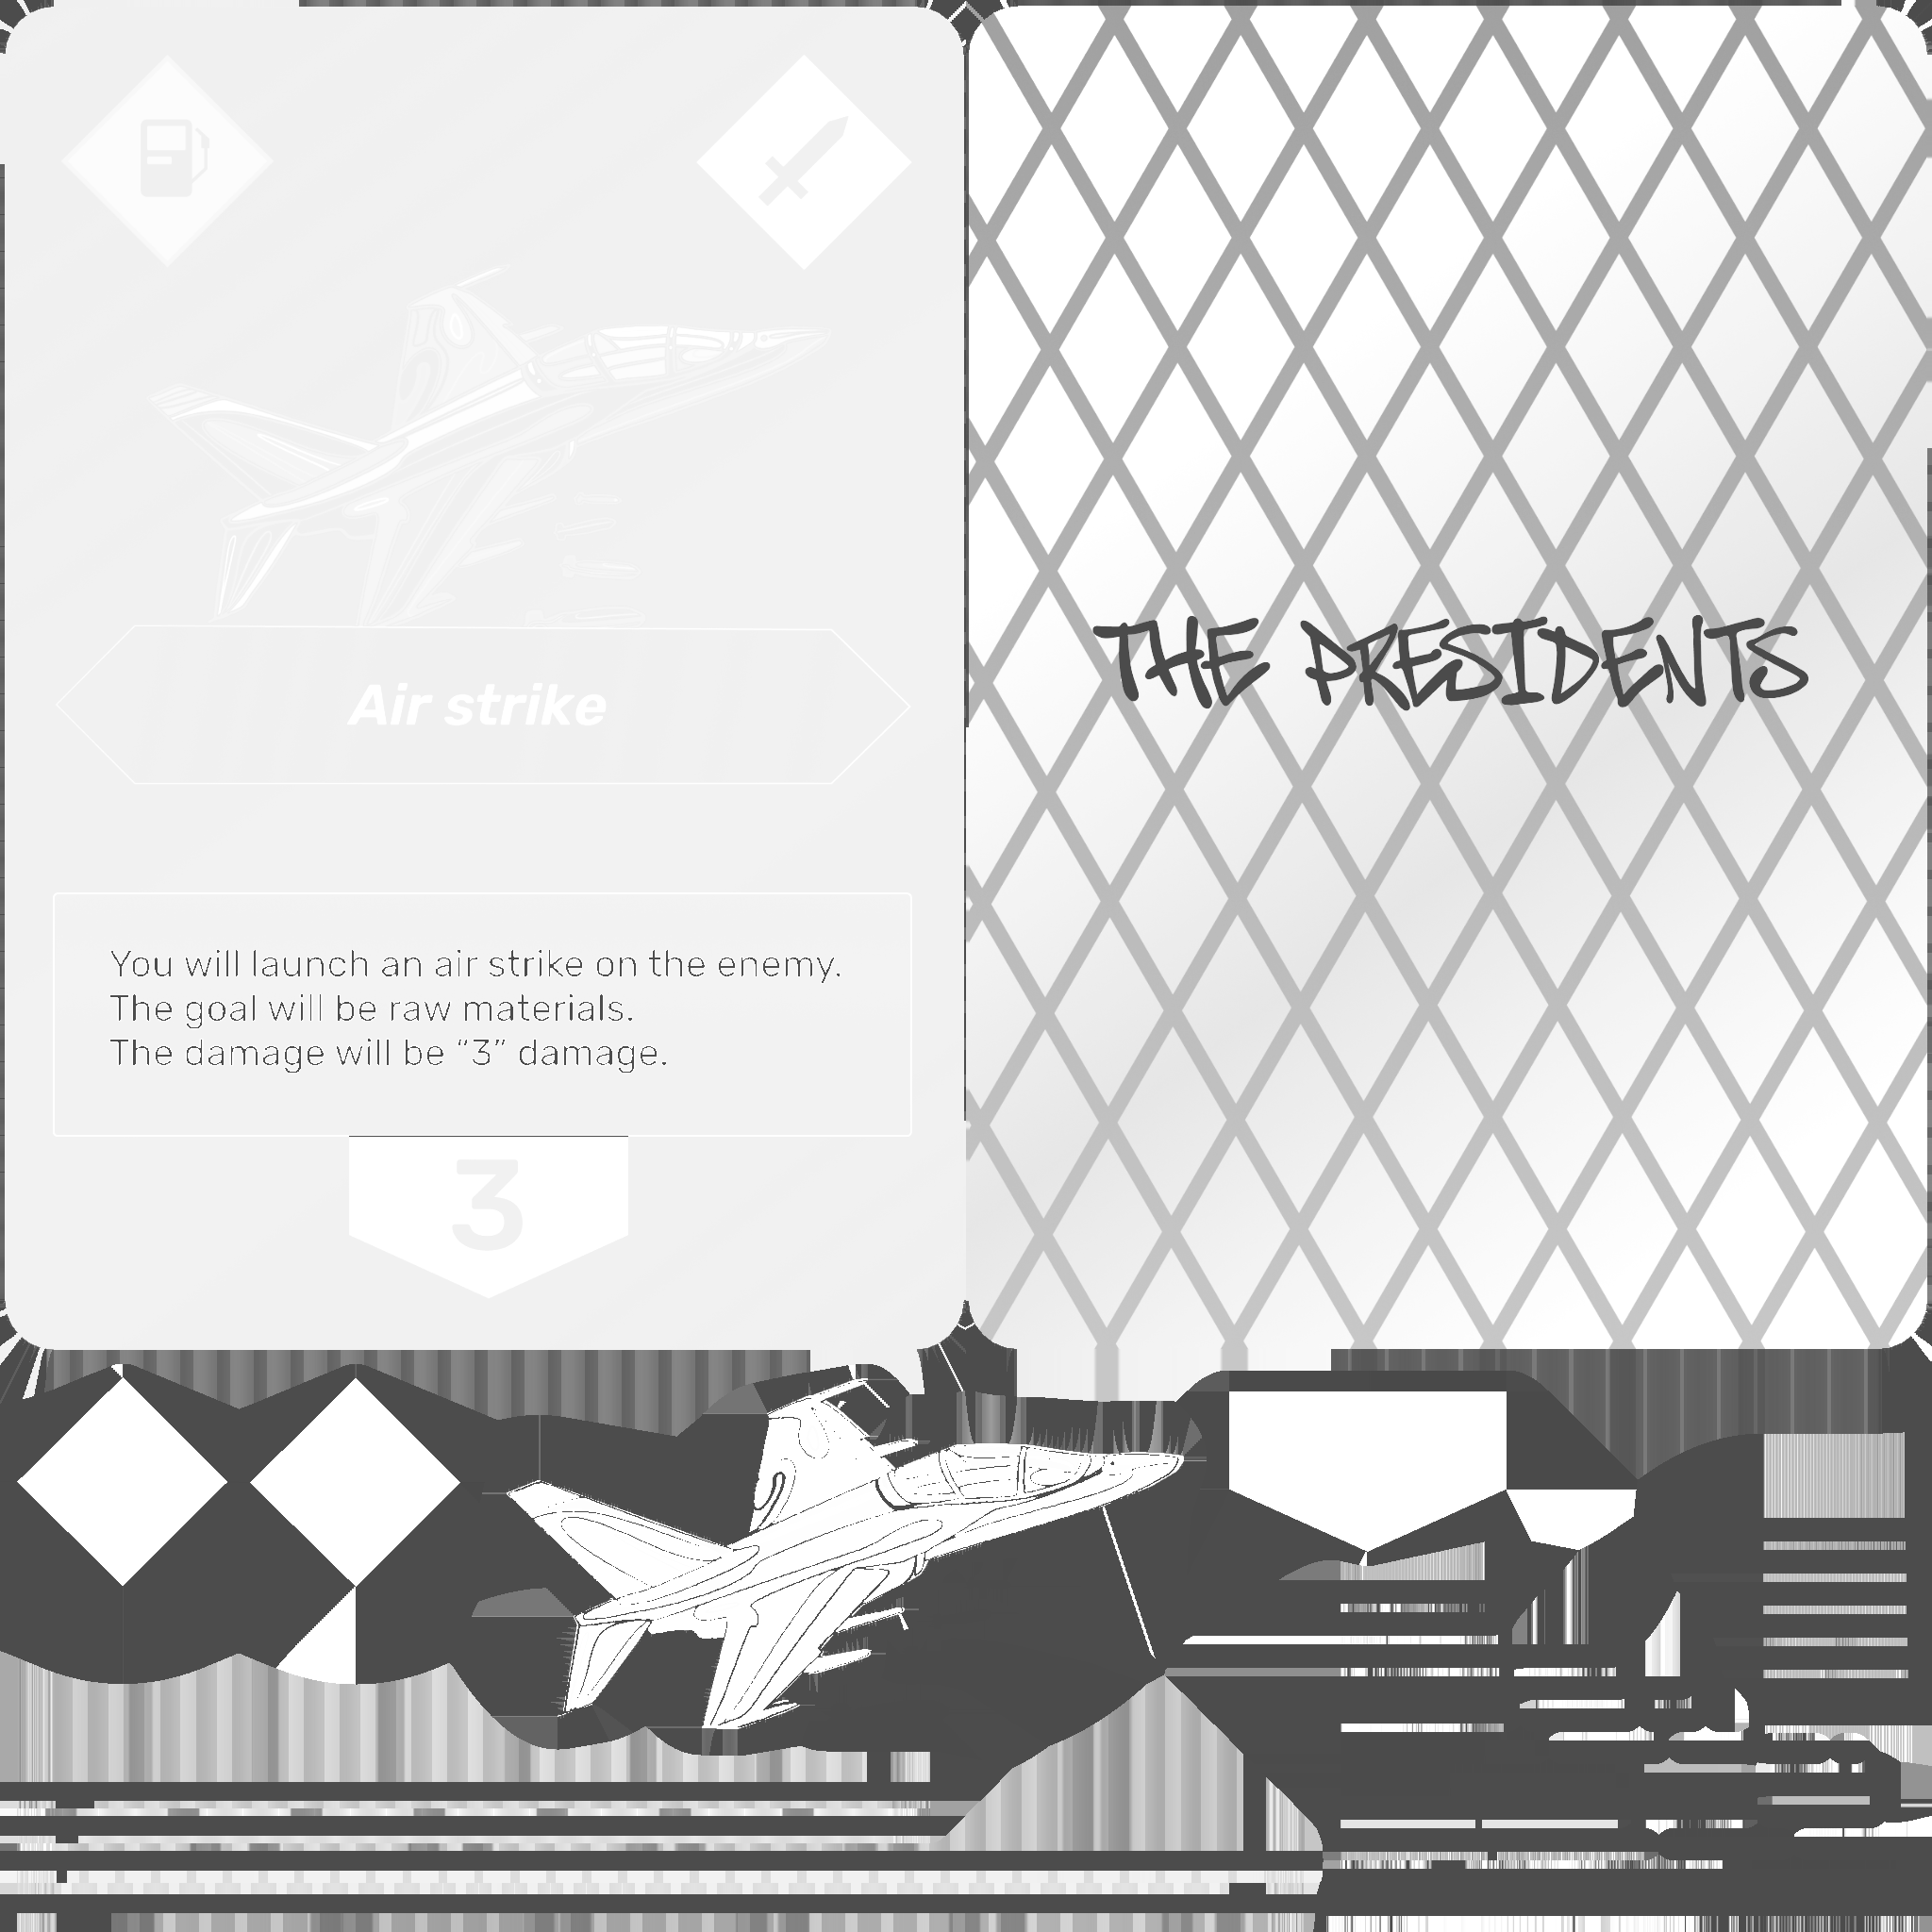 Air strike
You will launch an air strike on the enemy.
The goal will be raw materials.
The damage will be “3” damage.
3
THE PRESIDENTS